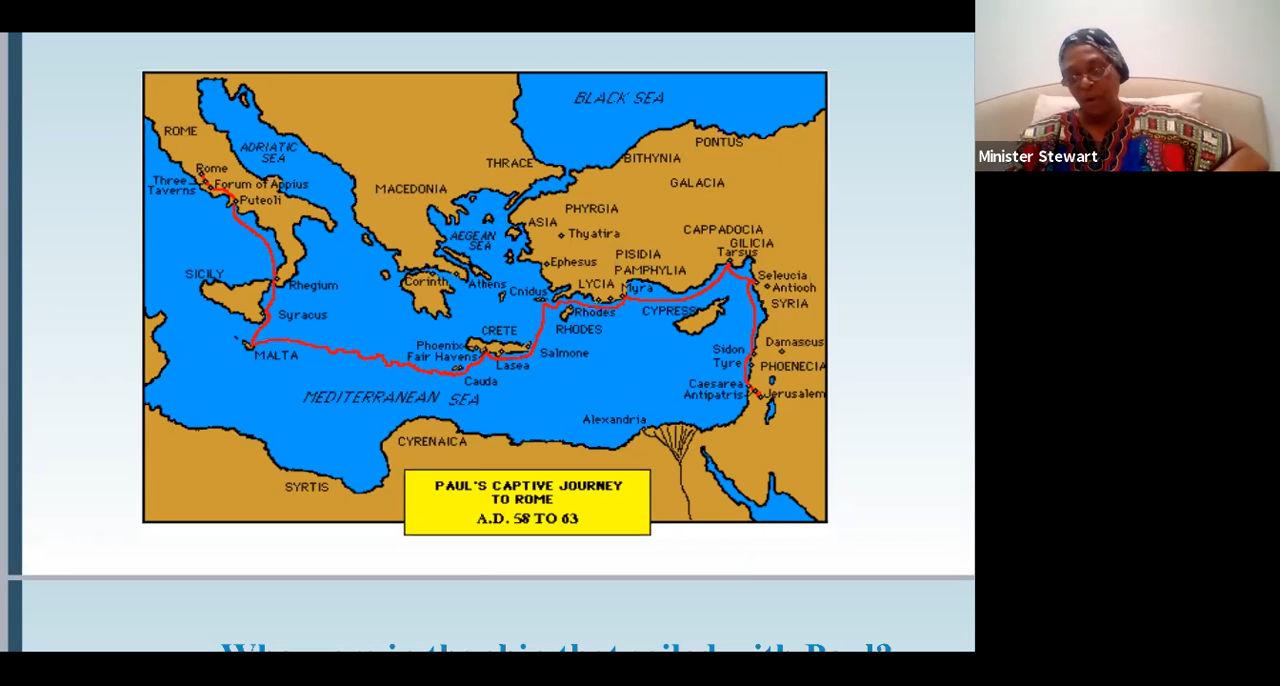 BLACK SEA
ROME
ADRIATIC
SEA
PONTUS
THRACE
BITHYNIA
Rome
Three
Taverns
Forum of Appius
Puteoli
MACEDONIA
GALACIA
PHYRGIA
ASIA
Thyatira
AEGEAN
SEA
CAPPADOCIA
GILICIA
Tarsus
PISIDIA
PAMPHYLIA
Ephesus
SICILY
Rhegium
Corinth
Athens
Cnidus
LYCIA
Myra
Seleucia
Antioch
SYRIA
Rhodes
RHODES
CYPRESS
Syracus
CRETE
Phoenix
Fair Havens
Lasea
Salmone
MALTA
Cauda
Sidon
Tyre
Damascus
PHOENECIA
Caesarea
Antipatris
Jerusalem
MEDITERRANEAN SEA
Alexandria
CYRENAICA
SYRTIS
PAUL'S CAPTIVE JOURNEY
TO ROME
A.D. 58 TO 63
Minister Stewart